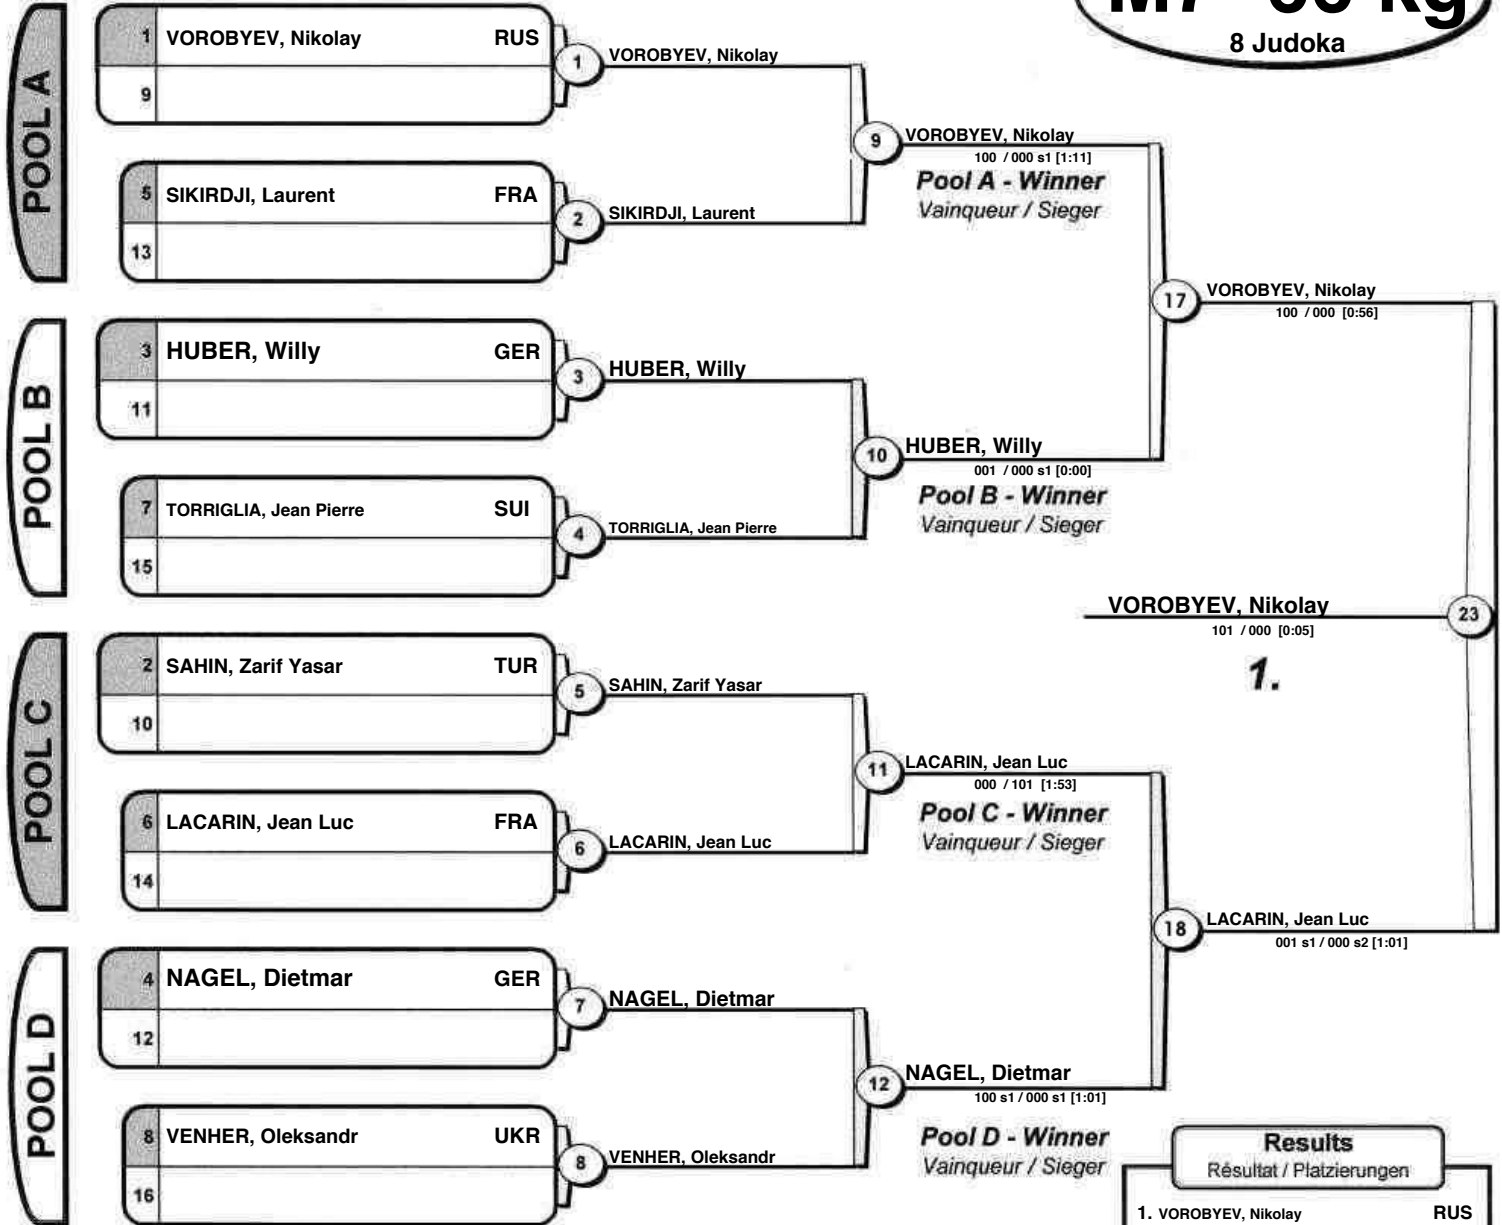 M7 -66 kg
8 Judoka
POOL A
1 VOROBYEV, Nikolay RUS
9
5 SIKIRDJI, Laurent FRA
13
1 VOROBYEV, Nikolay
2 SIKIRDJI, Laurent
9 VOROBYEV, Nikolay
100 / 000 s1 [1:11]
Pool A - Winner
Vainqueur / Sieger
POOL B
3 HUBER, Willy GER
11
7 TORRIGLIA, Jean Pierre SUI
15
3 HUBER, Willy
4 TORRIGLIA, Jean Pierre
10 HUBER, Willy
001 / 000 s1 [0:00]
Pool B - Winner
Vainqueur / Sieger
17 VOROBYEV, Nikolay
100 / 000 [0:56]
VOROBYEV, Nikolay 23
101 / 000 [0:05]
1.
POOL C
2 SAHIN, Zarif Yasar TUR
10
6 LACARIN, Jean Luc FRA
14
5 SAHIN, Zarif Yasar
6 LACARIN, Jean Luc
11 LACARIN, Jean Luc
000 / 101 [1:53]
Pool C - Winner
Vainqueur / Sieger
POOL D
4 NAGEL, Dietmar GER
12
8 VENHER, Oleksandr UKR
16
7 NAGEL, Dietmar
8 VENHER, Oleksandr
12 NAGEL, Dietmar
100 s1 / 000 s1 [1:01]
Pool D - Winner
Vainqueur / Sieger
18 LACARIN, Jean Luc
001 s1 / 000 s2 [1:01]
Results
Résultat / Platzierungen
1. VOROBYEV, Nikolay RUS